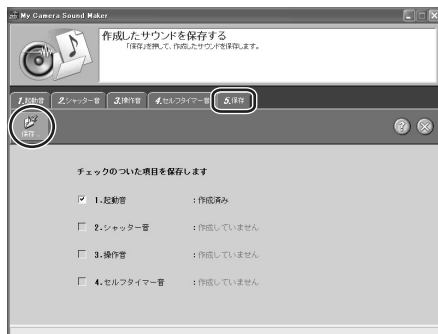 My Camera Sound Maker
作成したサウンドを保存する
「保存」を押して、作成したサウンドを保存します。
1.起動音 2.シャッター音 3.操作音 4.セルフタイマー音 5.保存
保存...
チェックのついた項目を保存します
1.起動音 :作成済み
2.シャッター音 :作成していません
3.操作音 :作成していません
4.セルフタイマー音 :作成していません